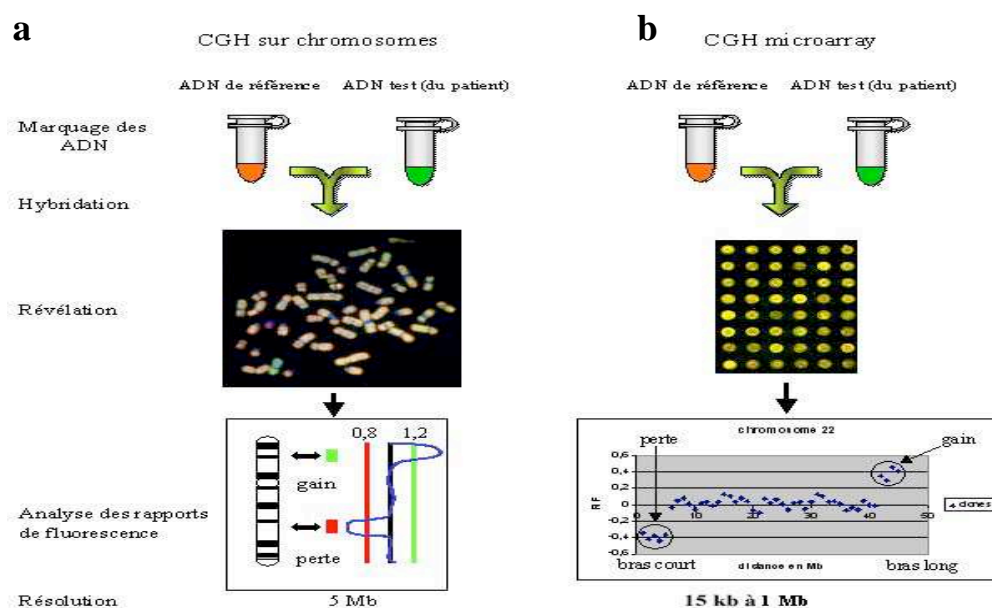 a
b
CGH sur chromosomes
CGH microarray
ADN de référence
ADN test (du patient)
ADN de référence
ADN test (du patient)
Marquage des
ADN
Hybridation
Révélation
0,8
1,2
gain
perte
perte
chromosome 22
gain
0,6
0,4
0,2
0
-0,2
-0,4
-0,6
RF
10
20
30
40
50
clones
bras court
distance en Mb
bras long
Analyse des rapports
de fluorescence
Résolution
5 Mb
15 kb à 1 Mb